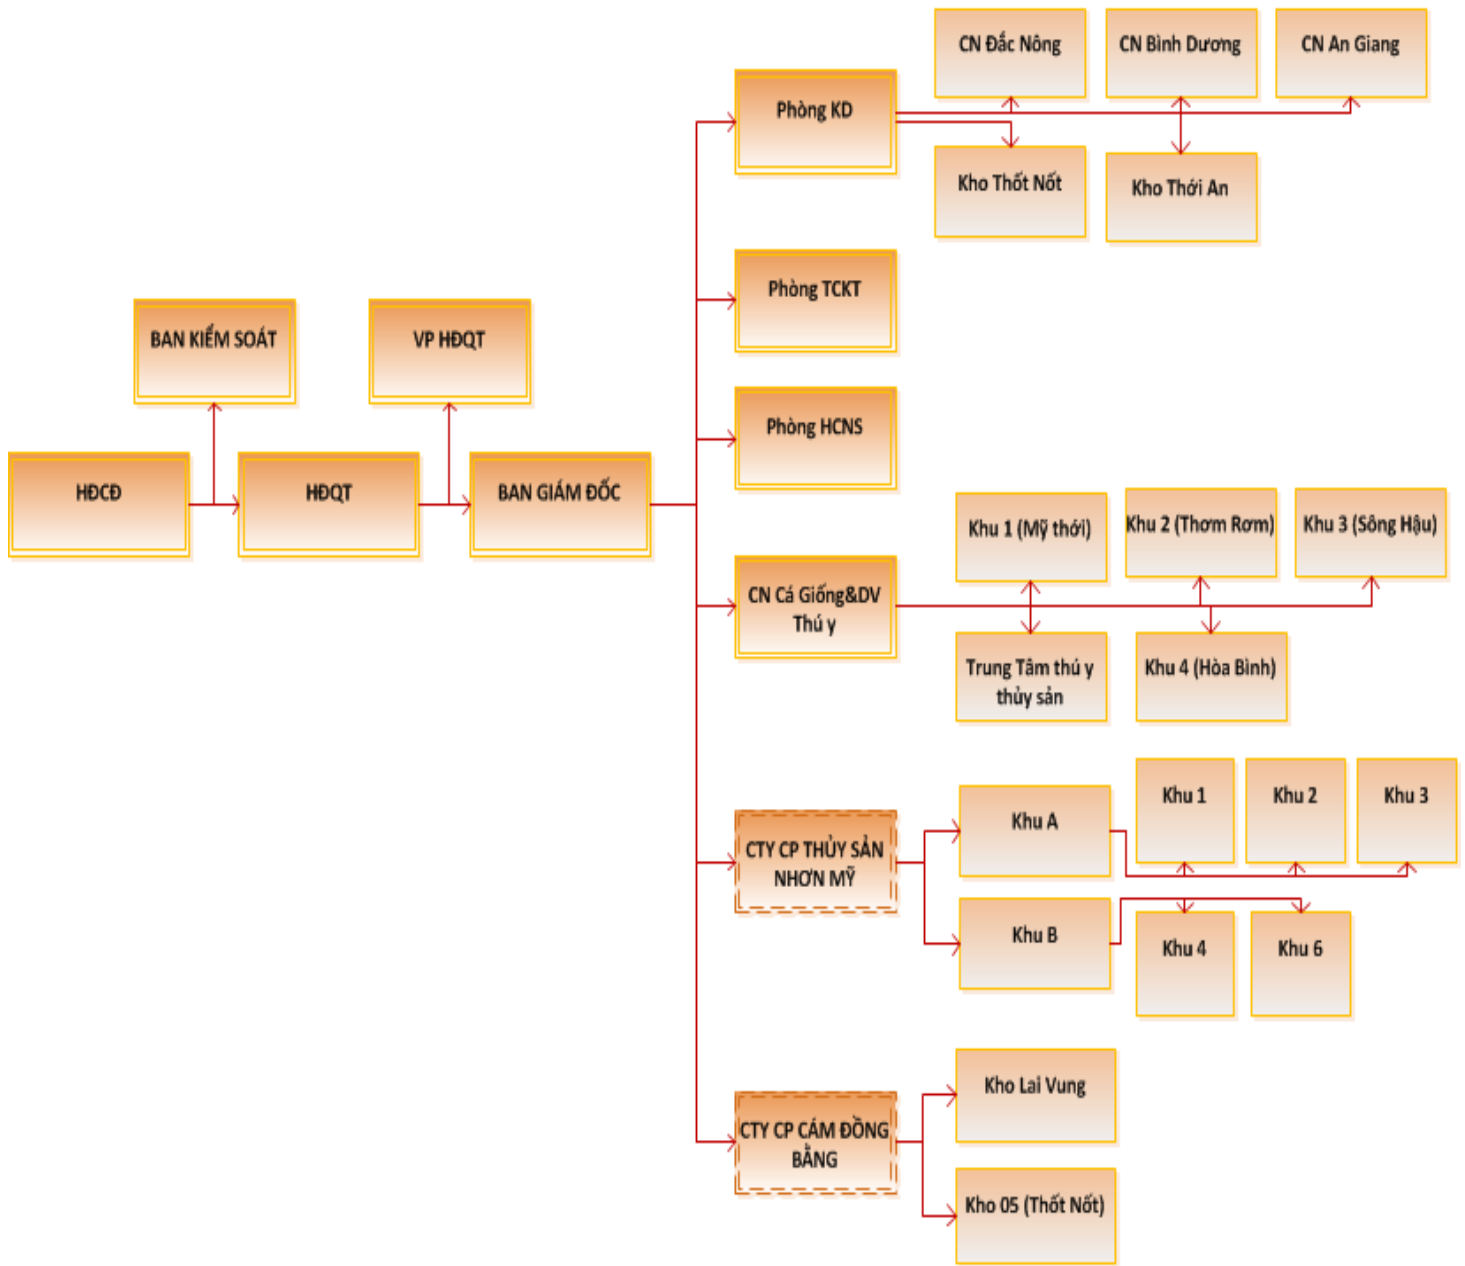 CN Đắc Nông
CN Bình Dương
CN An Giang
Phòng KD
Kho Thốt Nốt
Kho Thới An
Phòng TCKT
BAN KIỂM SOÁT
VP HĐQT
Phòng HCNS
HĐCĐ
HĐQT
BAN GIÁM ĐỐC
Khu 1 (Mỹ thới)
Khu 2 (Thơm Rơm)
Khu 3 (Sông Hậu)
CN Cá Giống&DV
Thú y
Trung Tâm thú y
thủy sản
Khu 4 (Hòa Bình)
Khu A
Khu 1
Khu 2
Khu 3
CTY CP THỦY SẢN
NHƠN MỸ
Khu B
Khu 4
Khu 6
Kho Lai Vung
CTY CP CÁM ĐỒNG
BẰNG
Kho 05 (Thốt Nốt)